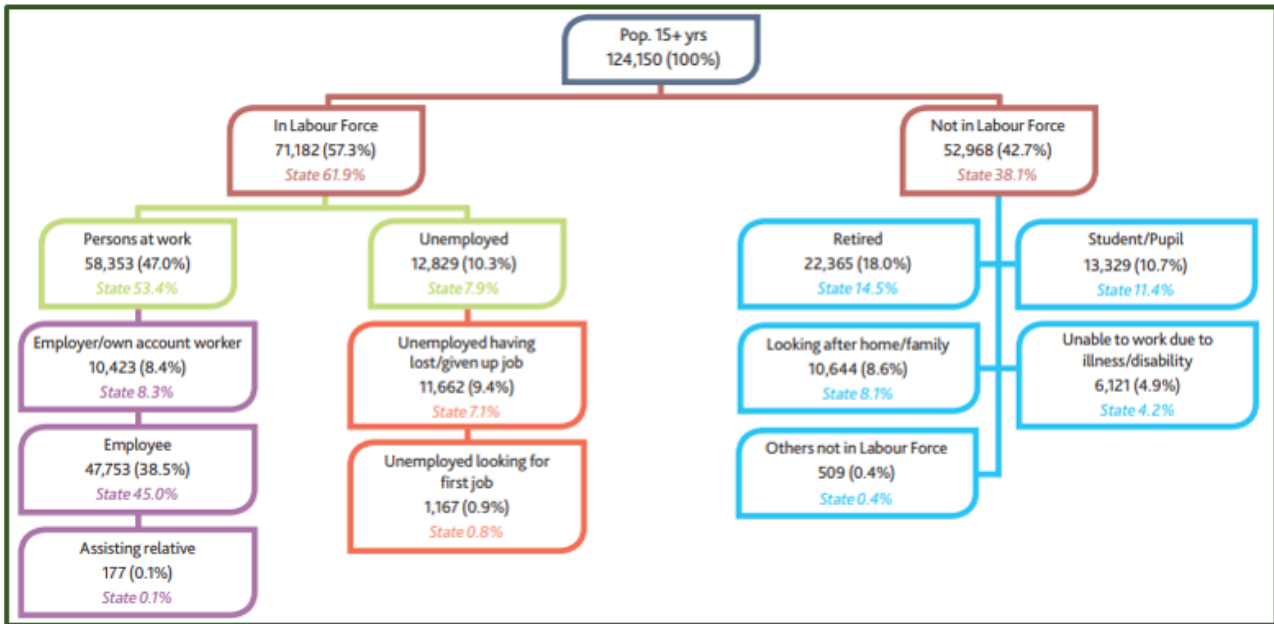 Pop. 15+ yrs
124,150 (100%)
In Labour Force
71,182 (57.3%)
State 61.9%
Not in Labour Force
52,968 (42.7%)
State 38.1%
Persons at work
58,353 (47.0%)
State 53.4%
Unemployed
12,829 (10.3%)
State 7.9%
Employer/own account worker
10,423 (8.4%)
State 8.3%
Employee
47,753 (38.5%)
State 45.0%
Assisting relative
177 (0.1%)
State 0.1%
Unemployed having
lost/given up job
11,662 (9.4%)
State 7.1%
Unemployed looking for
first job
1,167 (0.9%)
State 0.8%
Retired
22,365 (18.0%)
State 14.5%
Student/Pupil
13,329 (10.7%)
State 11.4%
Looking after home/family
10,644 (8.6%)
State 8.1%
Unable to work due to
illness/disability
6,121 (4.9%)
State 4.2%
Others not in Labour Force
509 (0.4%)
State 0.4%